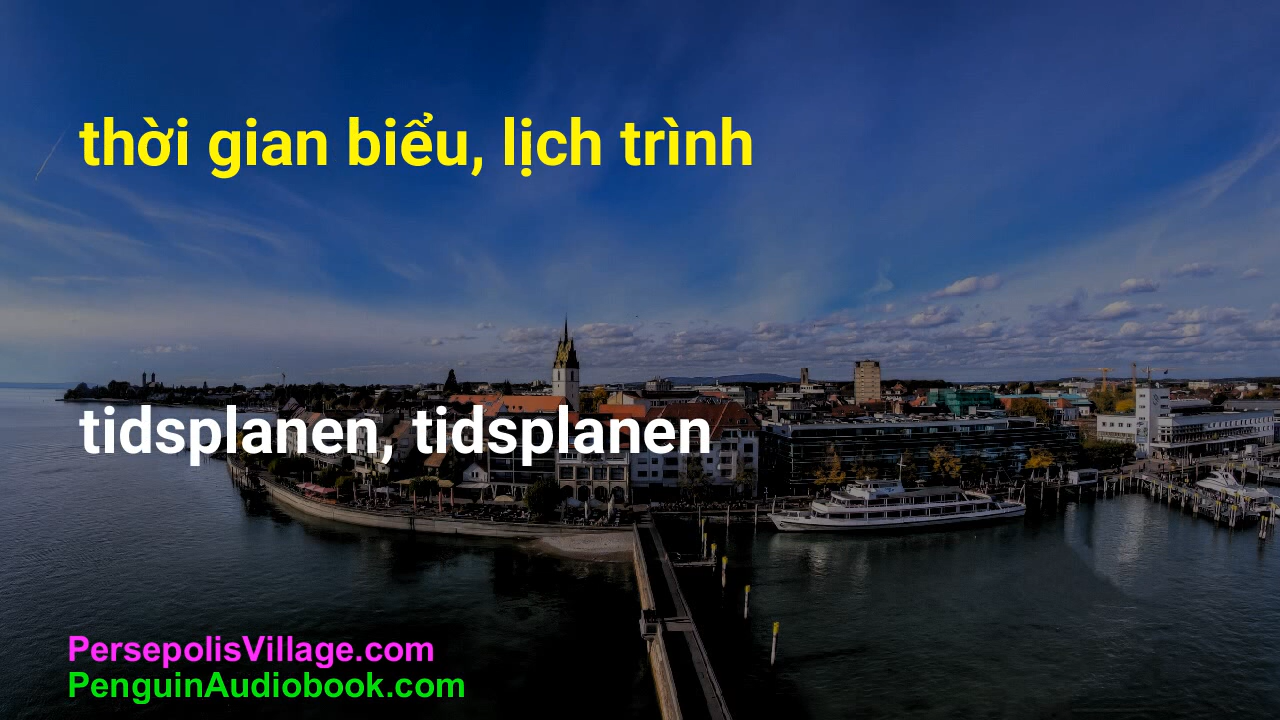 thời gian biểu, lịch trình
tidsplanen, tidsplanen
PersepolisVillage.com
PenguinAudiobook.com